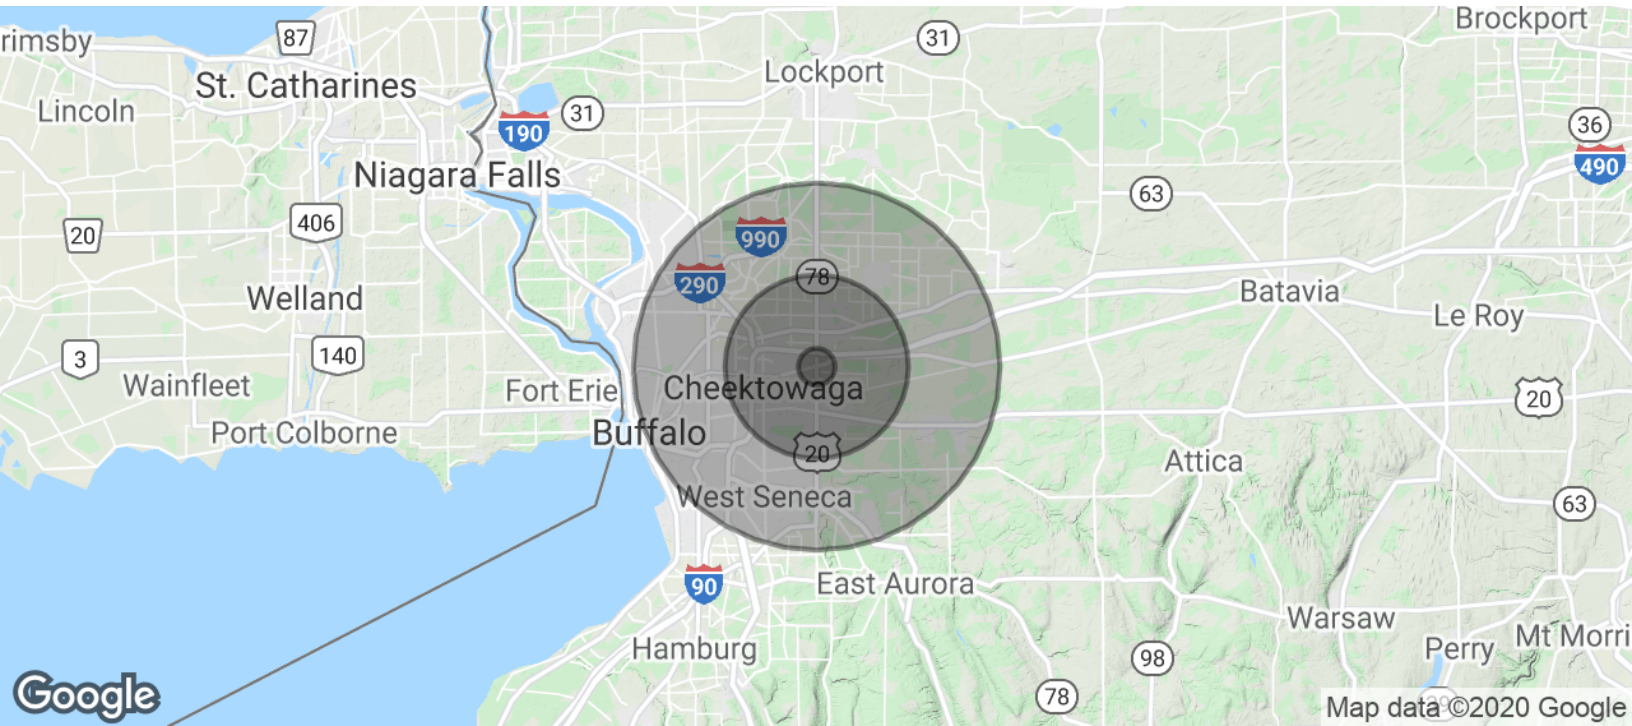 Brockport
87
31
rimsby
Lockport
St. Catharines
Lincoln
31
190
36
490
Niagara Falls
63
406
20
990
78
290
Batavia
Welland
Le Roy
140
3
Wainfleet
Fort Erie
Cheektowaga
20
Port Colborne
Buffalo
20
Attica
West Seneca
63
90
East Aurora
Warsaw
Hamburg
Perry
Mt Morri
98
78
Google
Map data ©2020 Google